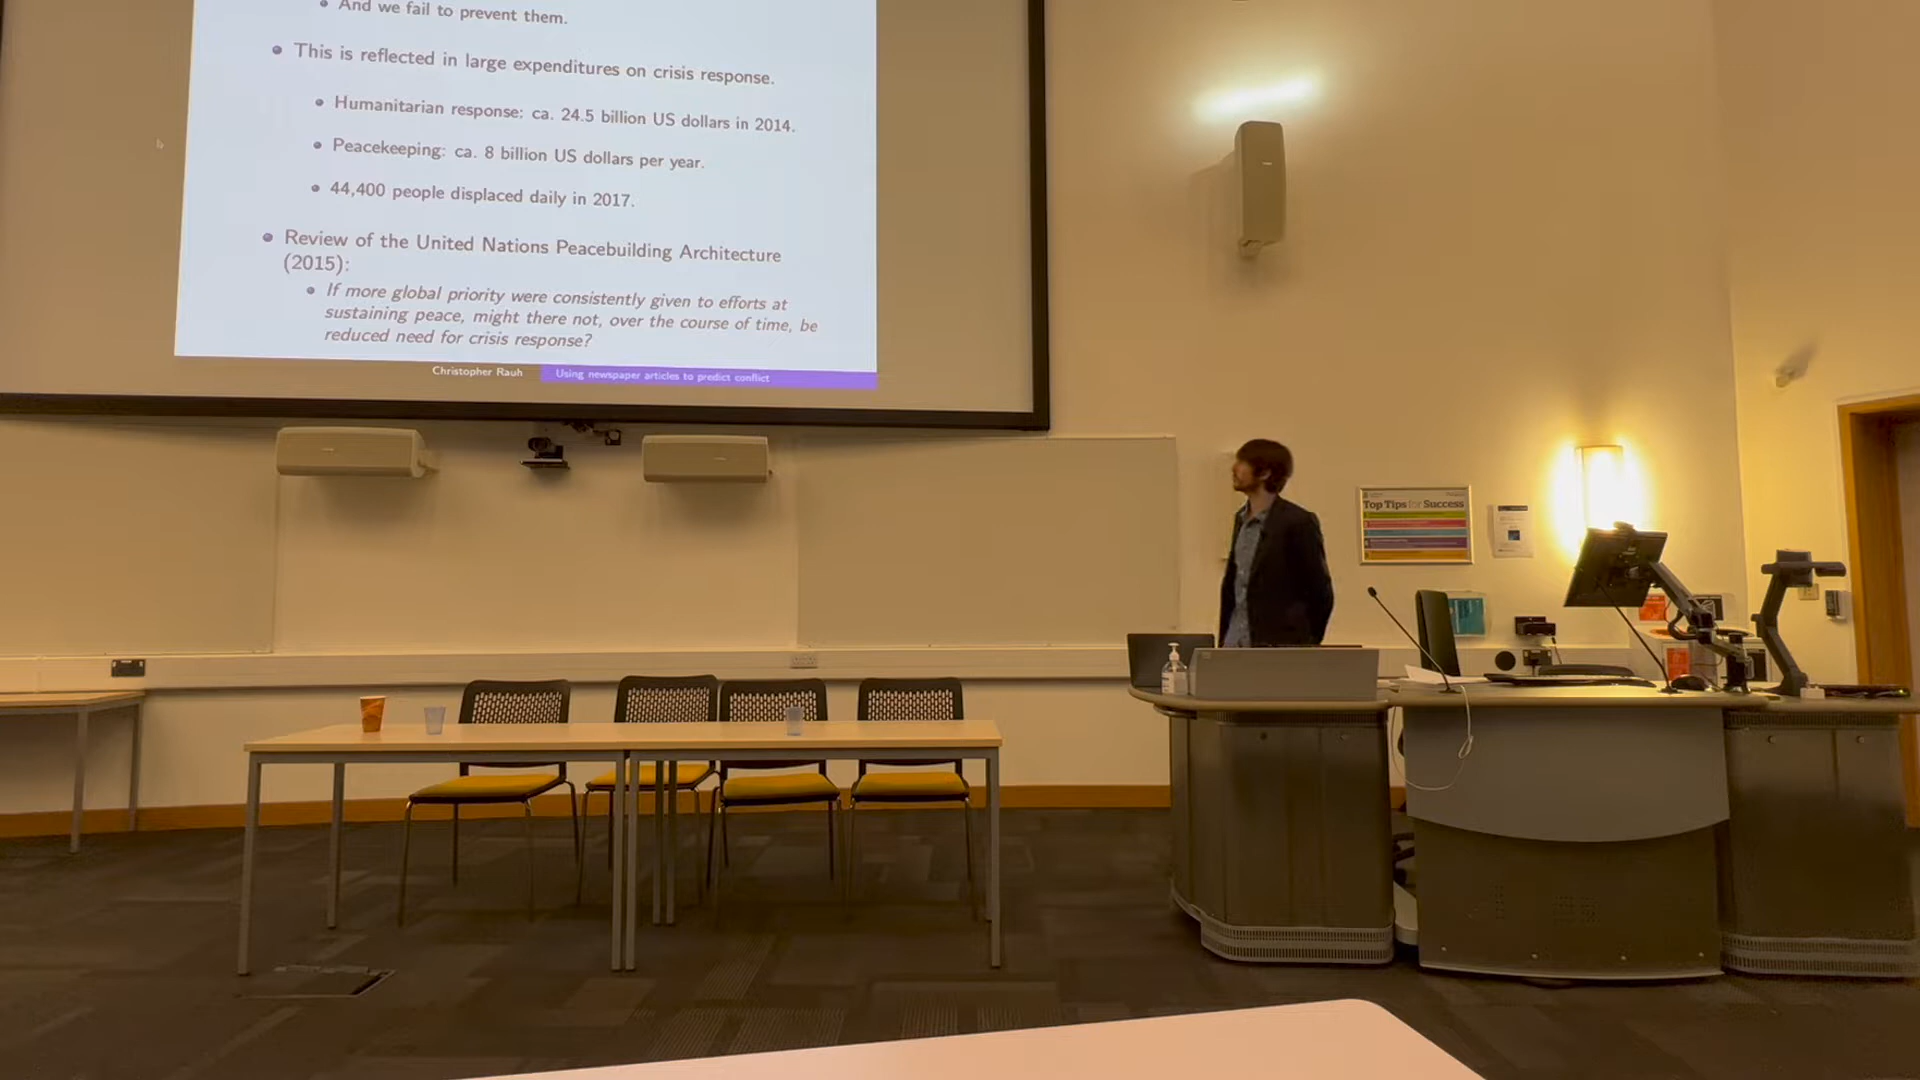 And we fail to prevent them.
This is reflected in large expenditures on crisis response.
Humanitarian response: ca. 24.5 billion US dollars in 2014.
Peacekeeping: ca. 8 billion US dollars per year.
44,400 people displaced daily in 2017.
Review of the United Nations Peacebuilding Architecture
(2015):
If more global priority were consistently given to efforts at
sustaining peace, might there not, over the course of time, be
reduced need for crisis response?
Christopher Rauh Using newspaper articles to predict conflict
Top Tips for Success